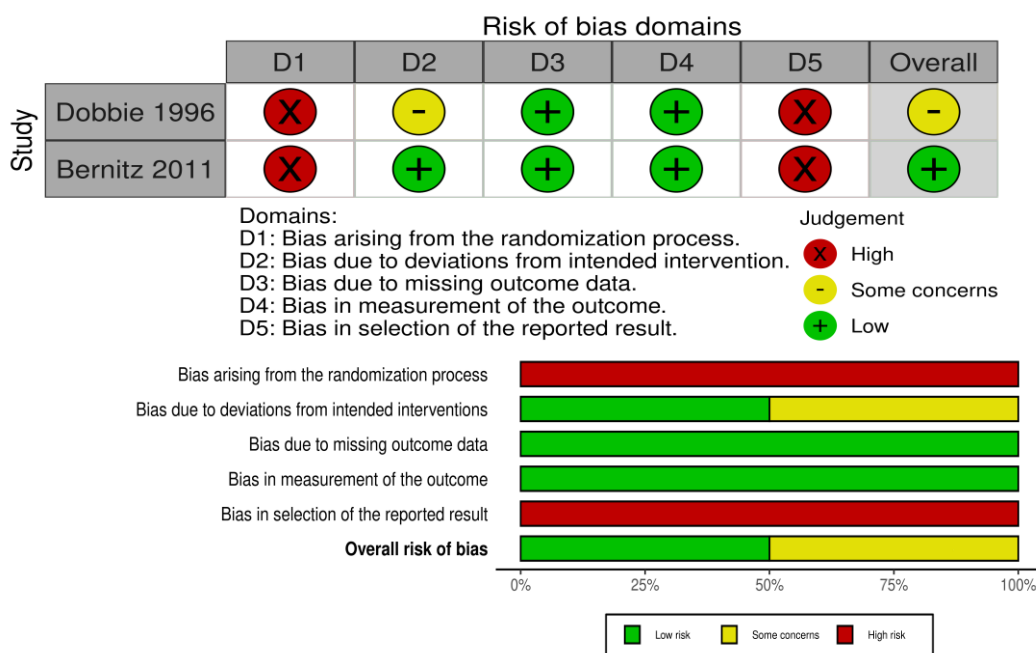 Risk of bias domains
D1 D2 D3 D4 D5 Overall
Study
Dobbie 1996 X - + + X -
Bernitz 2011 X + + + X +
Domains:
D1: Bias arising from the randomization process.
D2: Bias due to deviations from intended intervention.
D3: Bias due to missing outcome data.
D4: Bias in measurement of the outcome.
D5: Bias in selection of the reported result.
Judgement
X High
- Some concerns
+ Low
Bias arising from the randomization process
Bias due to deviations from intended interventions
Bias due to missing outcome data
Bias in measurement of the outcome
Bias in selection of the reported result
Overall risk of bias
0% 25% 50% 75% 100%
Low risk Some concerns High risk